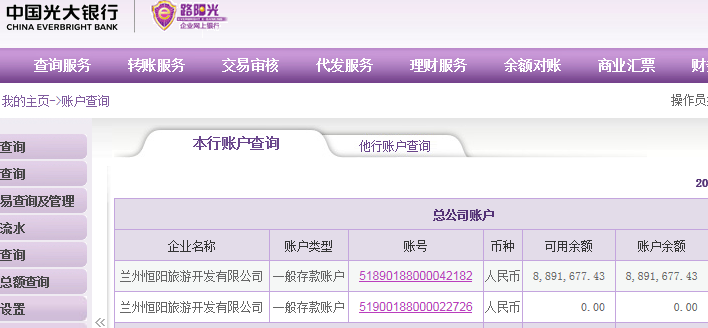 中国光大银行
CHINA EVERBRIGHT BANK
路阳光
企业网上银行
查询服务 转账服务 交易审核 代发服务 理财服务 余额对账 商业汇票 财
我的主页->账户查询
操作员
查询
查询
易查询及管理
流水
查询
总额查询
设置
本行账户查询 他行账户查询
20
总公司账户
企业名称 账户类型 账号 币种 可用余额 账户余额
兰州恒阳旅游开发有限公司 一般存款账户 51890188000042182 人民币 8,891,677.43 8,891,677.43
兰州恒阳旅游开发有限公司 一般存款账户 51900188000022726 人民币 0.00 0.00